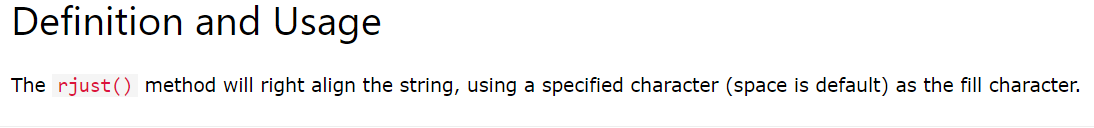 Definition and Usage
The rjust() method will right align the string, using a specified character (space is default) as the fill character.